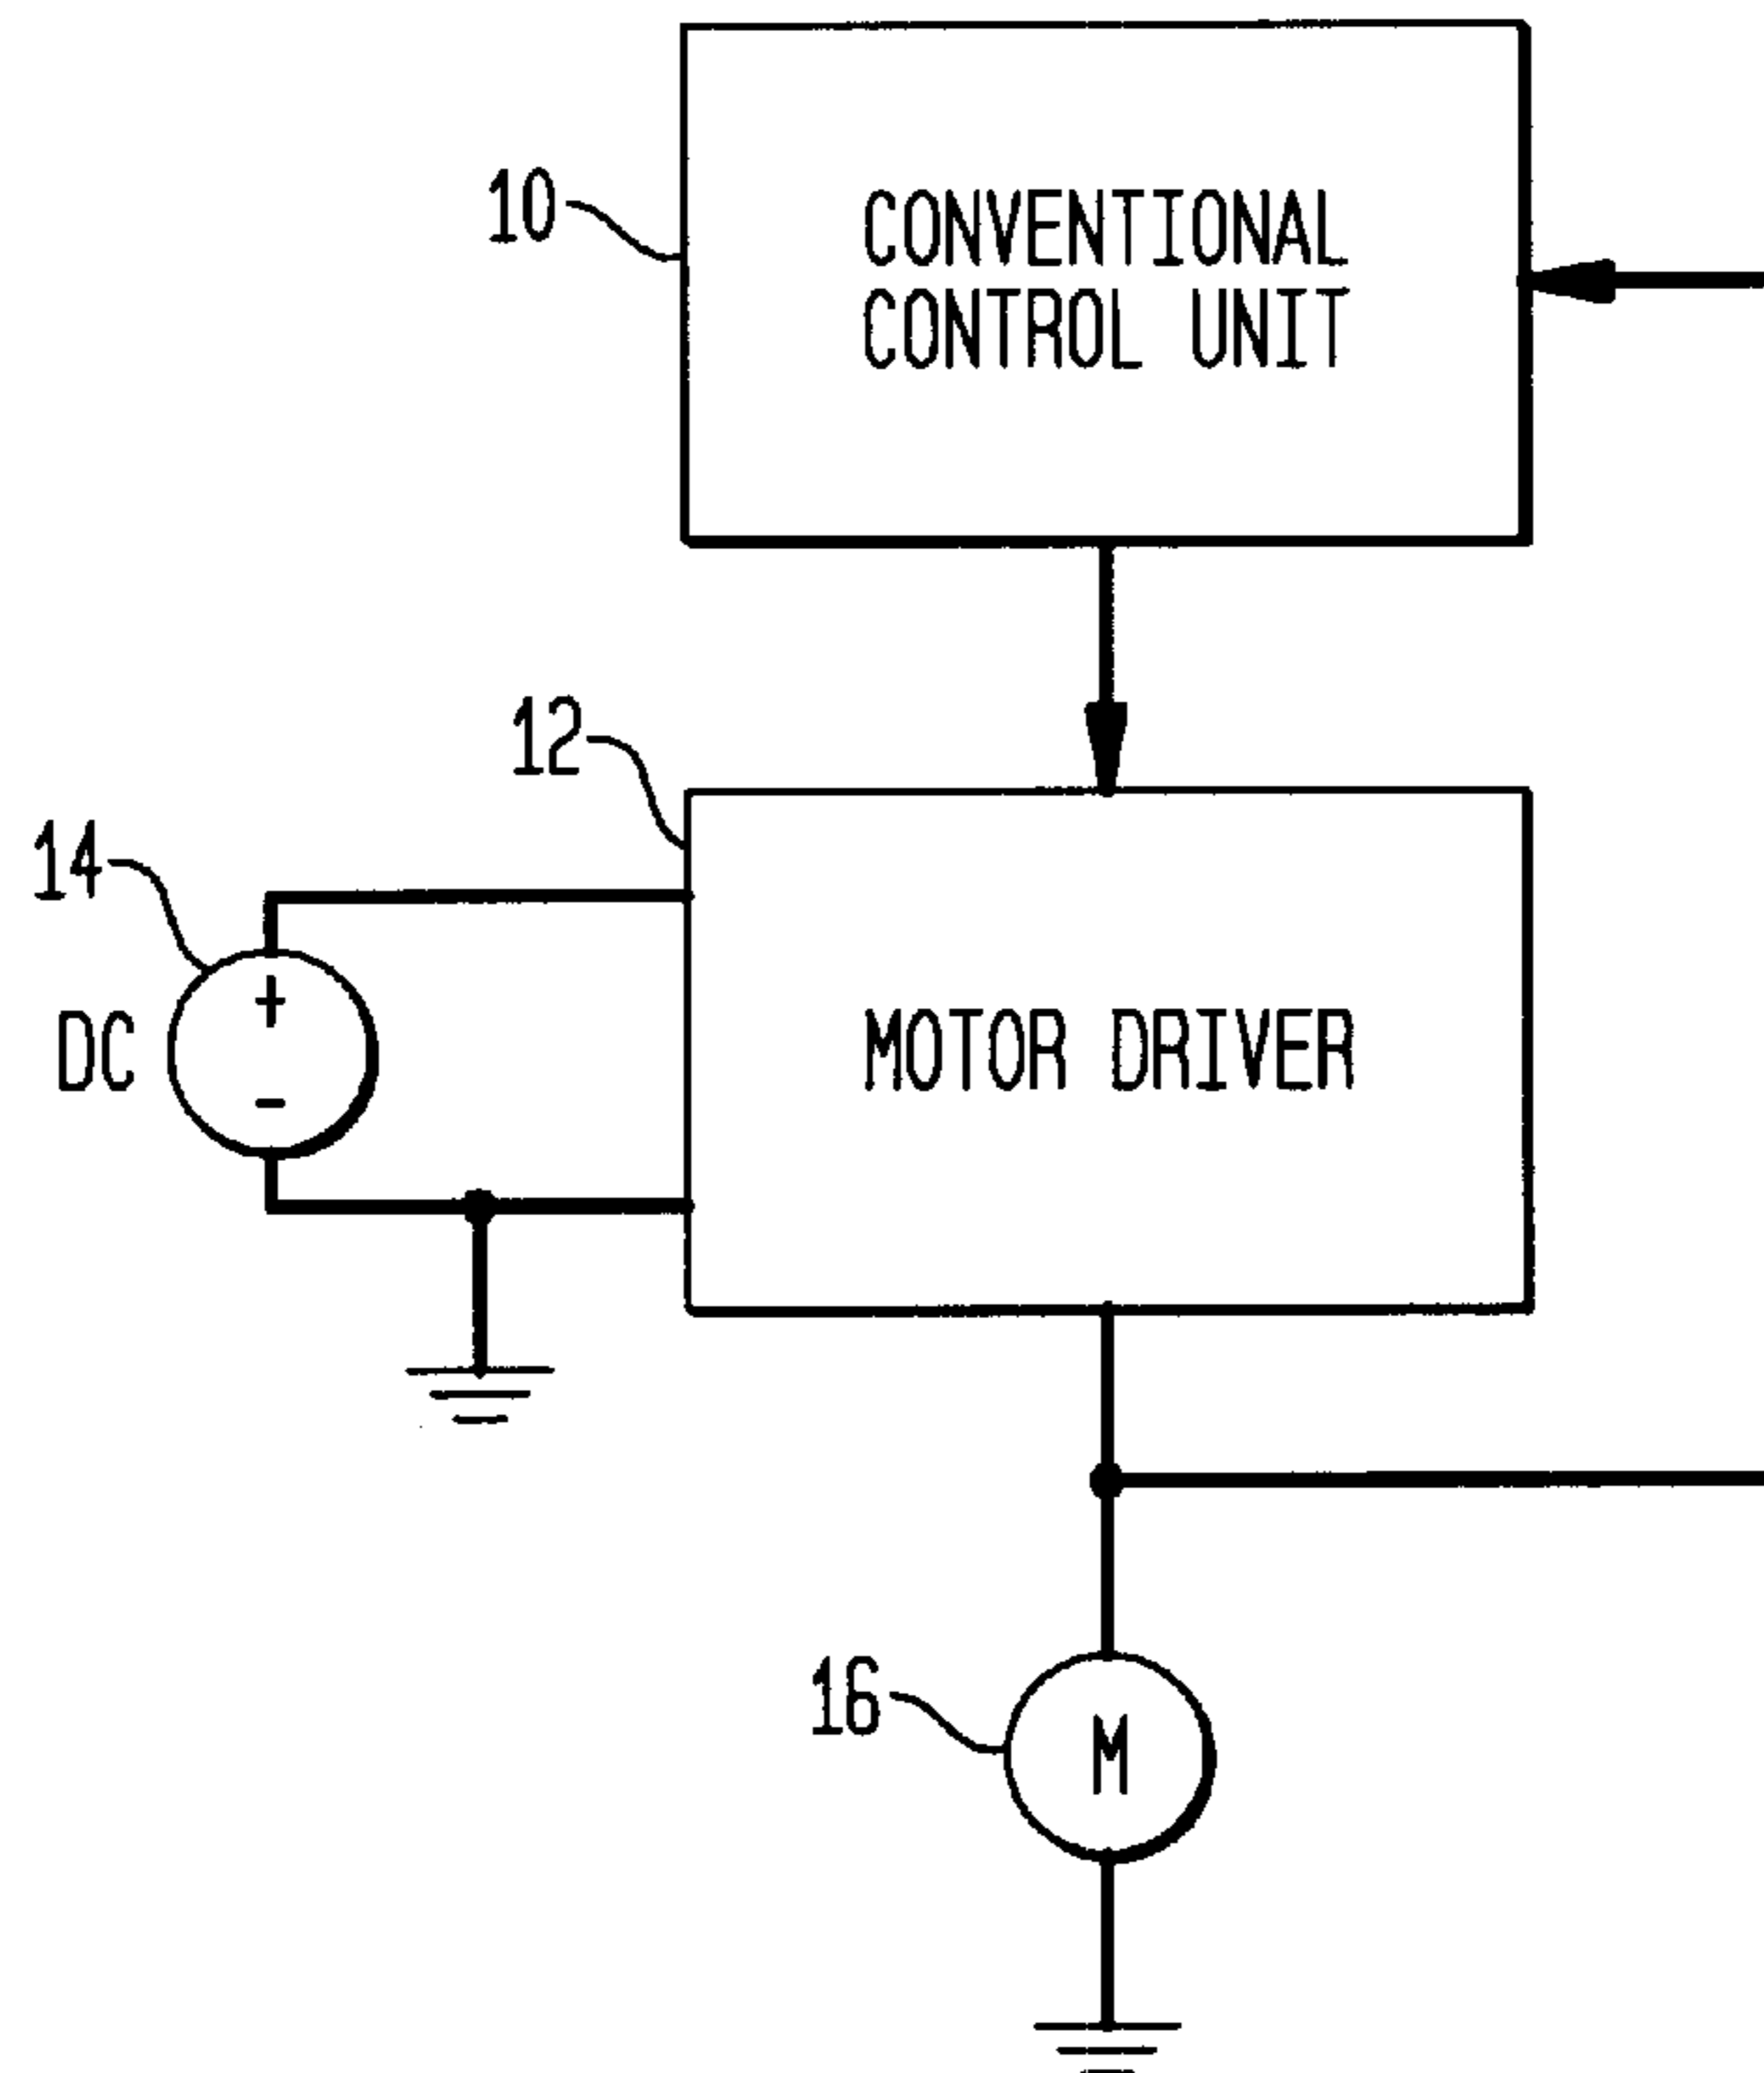 10
CONVENTIONAL
CONTROL UNIT
12
14
+
DC
-
MOTOR DRIVER
16
M